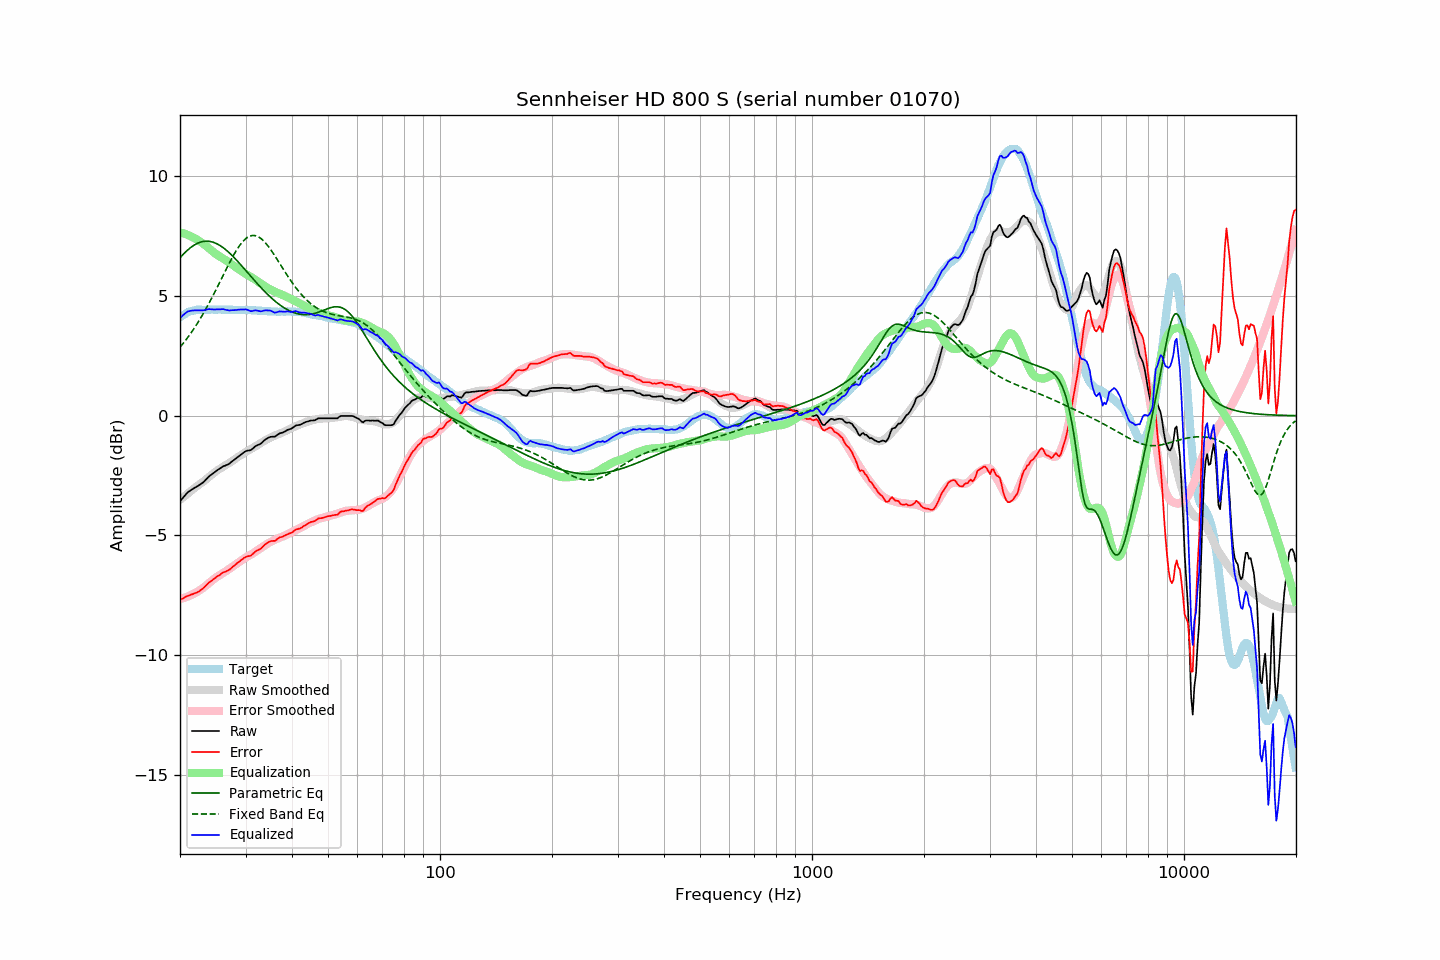 Sennheiser HD 800 S (serial number 01070)
Amplitude (dBr)
10
5
0
−5
−10
−15
Target
Raw Smoothed
Error Smoothed
Raw
Error
Equalization
Parametric Eq
Fixed Band Eq
Equalized
100
1000
10000
Frequency (Hz)